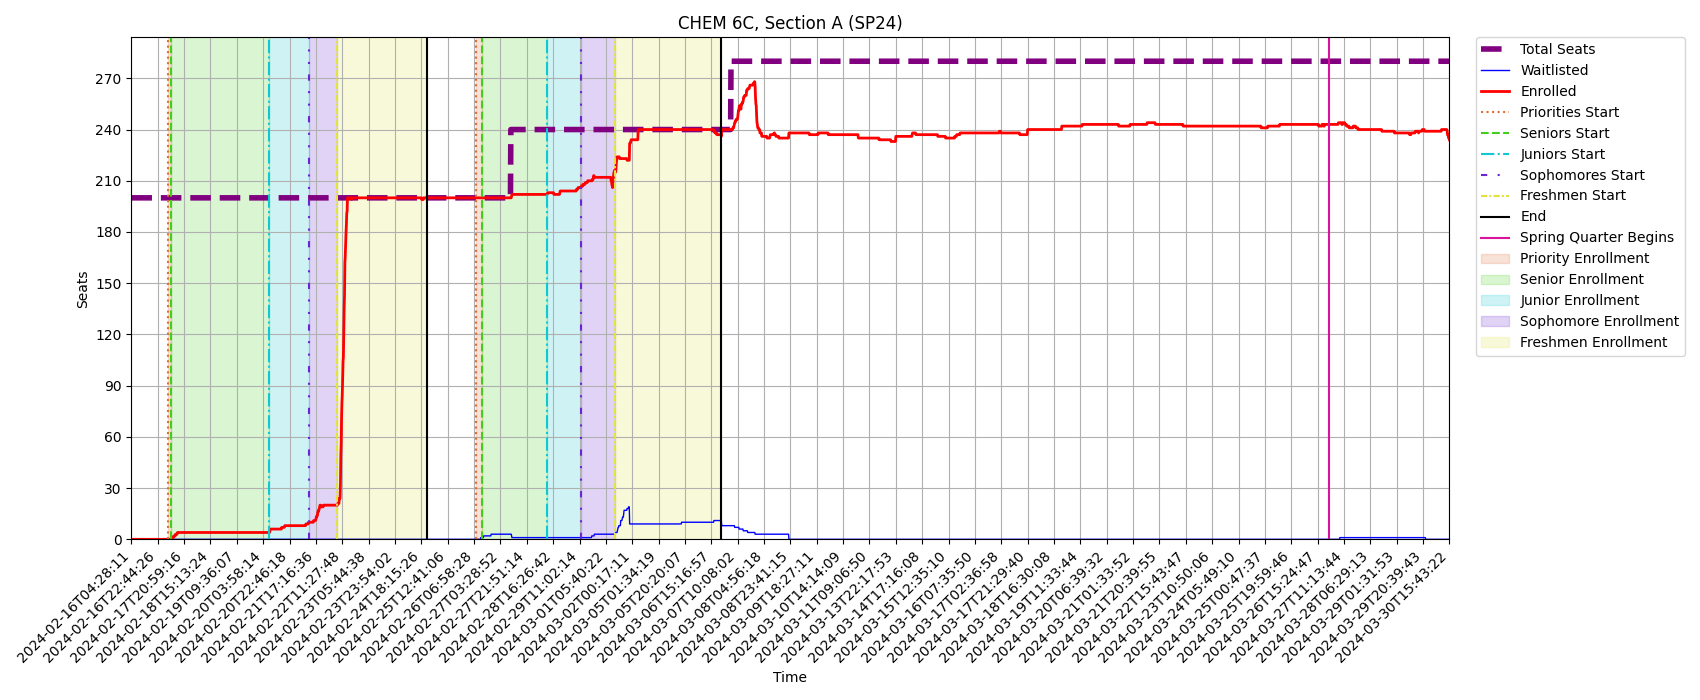 CHEM 6C, Section A (SP24)
Seats
270
240
210
180
150
120
90
60
30
0
2024-02-16T04:28:11
2024-02-16T22:44:26
2024-02-17T20:59:16
2024-02-18T15:13:24
2024-02-19T09:36:07
2024-02-20T03:58:14
2024-02-20T22:46:18
2024-02-21T17:16:39
2024-02-22T11:27:48
2024-02-23T05:44:38
2024-02-23T23:54:02
2024-02-24T18:15:26
2024-02-25T12:41:06
2024-02-26T06:58:28
2024-02-27T03:28:52
2024-02-27T21:51:14
2024-02-28T16:26:42
2024-02-29T11:02:14
2024-03-01T05:40:22
2024-03-02T00:17:11
2024-03-05T01:34:19
2024-03-05T20:20:07
2024-03-06T15:16:57
2024-03-07T10:08:02
2024-03-08T04:56:18
2024-03-08T23:41:15
2024-03-09T18:27:11
2024-03-10T14:14:09
2024-03-11T09:06:50
2024-03-13T22:17:53
2024-03-14T17:16:08
2024-03-15T12:35:10
2024-03-16T07:35:50
2024-03-17T02:36:58
2024-03-17T21:29:40
2024-03-18T16:30:08
2024-03-19T11:33:44
2024-03-20T06:39:32
2024-03-21T01:33:52
2024-03-21T20:39:55
2024-03-22T15:43:47
2024-03-23T10:50:06
2024-03-24T05:49:10
2024-03-25T00:47:37
2024-03-25T19:59:46
2024-03-26T15:24:47
2024-03-27T11:13:44
2024-03-28T06:29:13
2024-03-29T01:31:53
2024-03-29T20:39:43
2024-03-30T15:43:22
Time
Total Seats
Waitlisted
Enrolled
Priorities Start
Seniors Start
Juniors Start
Sophomores Start
Freshmen Start
End
Spring Quarter Begins
Priority Enrollment
Senior Enrollment
Junior Enrollment
Sophomore Enrollment
Freshmen Enrollment